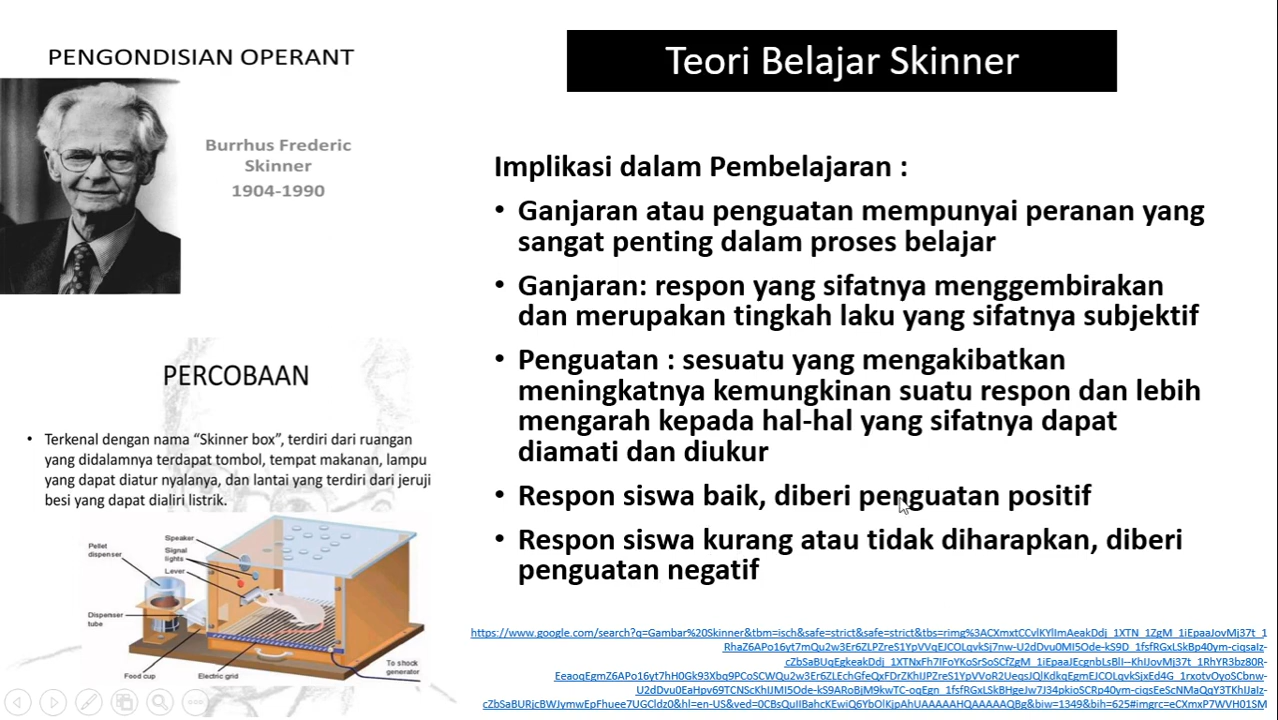 PENGONDISIAN OPERANT
Burrhus Frederic
Skinner
1904-1990
PERCOBAAN
• Terkenal dengan nama “Skinner box”, terdiri dari ruangan
yang didalamnya terdapat tombol, tempat makanan, lampu
yang dapat diatur nyalanya, dan lantai yang terdiri dari jeruji
besi yang dapat dialiri listrik.
Pellet
dispenser
Speaker
Signal
lights
Lever
Dispenser
tube
Food cup
Electric grid
To shock
generator
Teori Belajar Skinner
Implikasi dalam Pembelajaran :
• Ganjaran atau penguatan mempunyai peranan yang
sangat penting dalam proses belajar
• Ganjaran: respon yang sifatnya menggembirakan
dan merupakan tingkah laku yang sifatnya subjektif
• Penguatan : sesuatu yang mengakibatkan
meningkatnya kemungkinan suatu respon dan lebih
mengarah kepada hal-hal yang sifatnya dapat
diamati dan diukur
• Respon siswa baik, diberi penguatan positif
• Respon siswa kurang atau tidak diharapkan, diberi
penguatan negatif